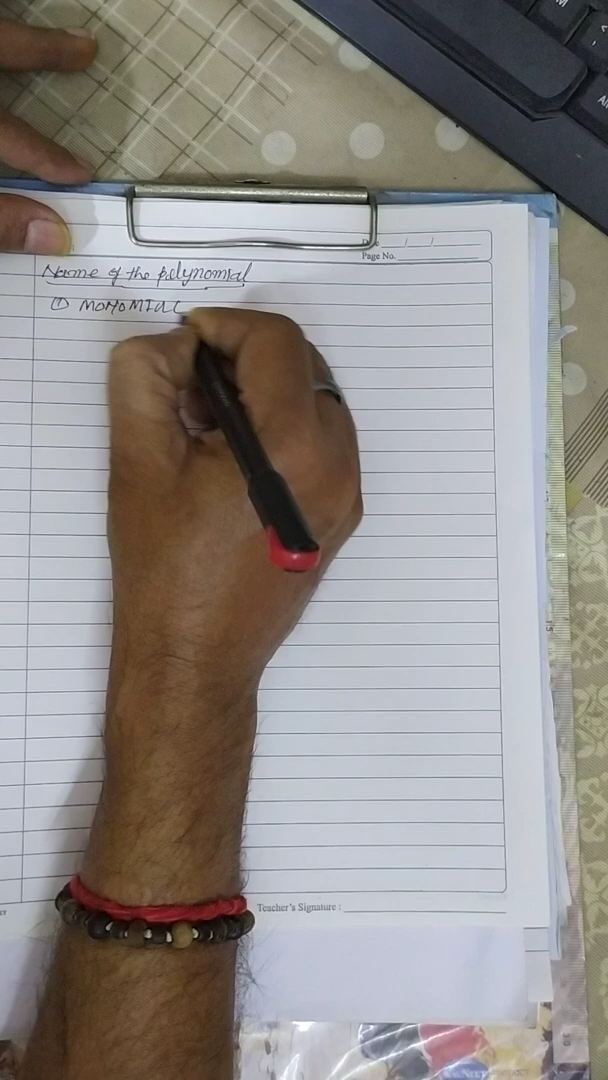 Page No.
Name of the polynomial
① MONOMIAL
Teacher's Signature :